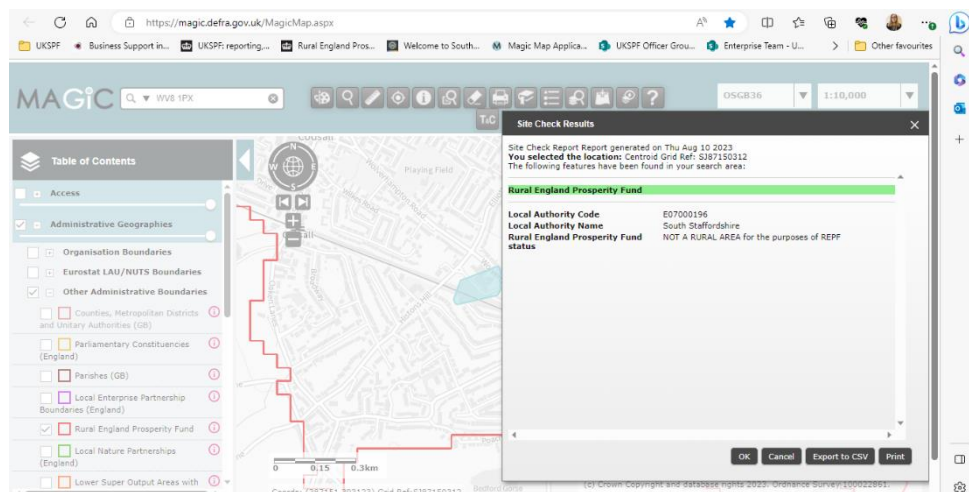 https://magic.defra.gov.uk/MagicMap.aspx
UKSPF
Business Support in...
UKSPF: reporting,...
Rural England Pros...
Welcome to South...
Magic Map Applica...
UKSPF Officer Grou...
Enterprise Team - U...
Other favourites
MAGiC
WV8 1PX
OSGB36
1:10,000
T&C
Table of Contents
Access
Administrative Geographies
Organisation Boundaries
Eurostat LAU/NUTS Boundaries
Other Administrative Boundaries
Counties, Metropolitan Districts
and Unitary Authorities (GB)
Parliamentary Constituencies
(England)
Parishes (GB)
Local Enterprise Partnership
Boundaries (England)
Rural England Prosperity Fund
Local Nature Partnerships
(England)
Lower Super Output Areas with
N
W
E
S
Playing Field
0 0.15 0.3km
Site Check Results
Site Check Report Report generated on Thu Aug 10 2023
You selected the location: Centroid Grid Ref: SJ87150312
The following features have been found in your search area:
Rural England Prosperity Fund
Local Authority Code E07000196
Local Authority Name South Staffordshire
Rural England Prosperity Fund NOT A RURAL AREA for the purposes of REPF
status
OK
Cancel
Export to CSV
Print
(c) Crown Copyright and database rights 2023. Ordnance Survey 100022861.